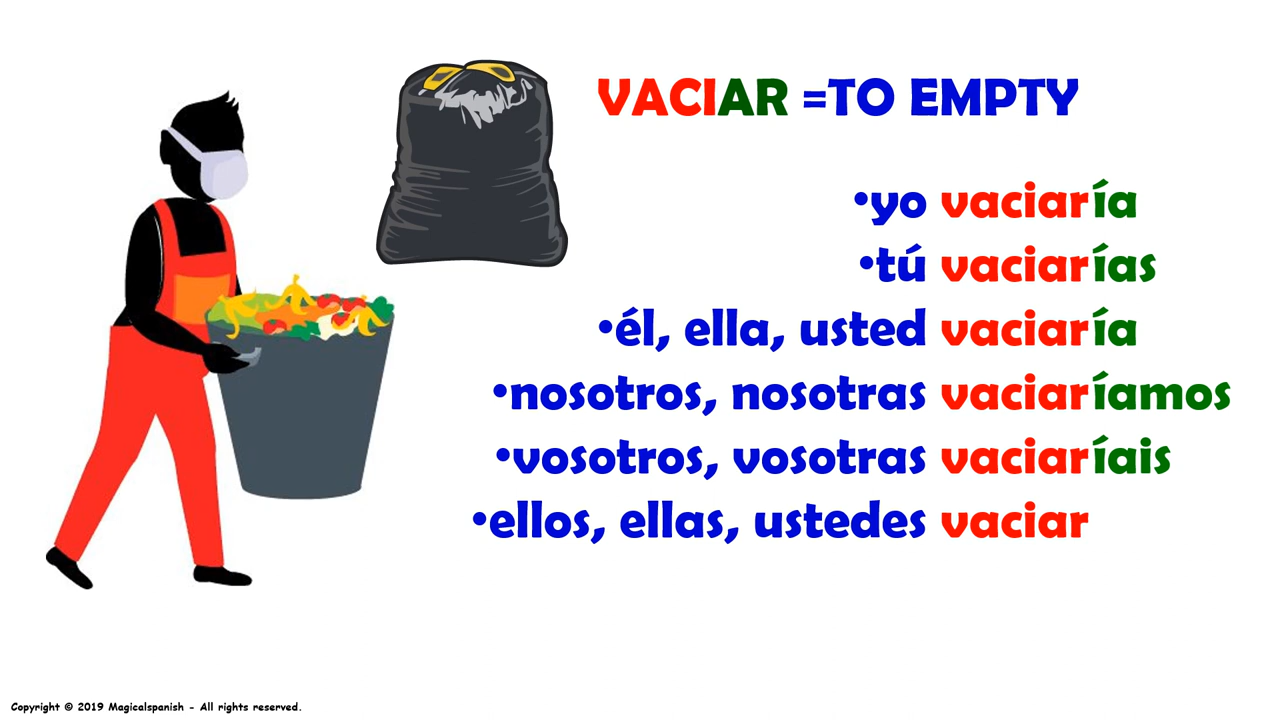 VACIAR =TO EMPTY
•yo vaciaría
•tú vaciarías
•él, ella, usted vaciaría
•nosotros, nosotras vaciaríamos
•vosotros, vosotras vaciaríais
•ellos, ellas, ustedes vaciar
Copyright © 2019 Magicalspanish - All rights reserved.